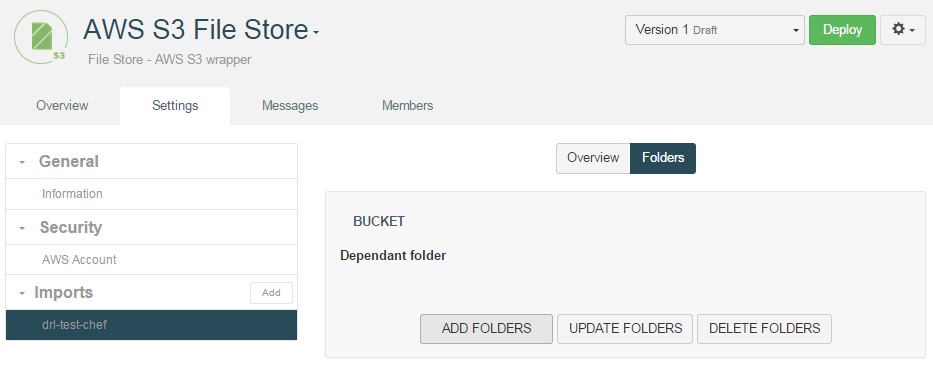 S3
AWS S3 File Store
File Store - AWS S3 wrapper
Version 1 Draft
Deploy
Overview
Settings
Messages
Members
General
Information
Security
AWS Account
Imports
Add
drl-test-chef
Overview
Folders
BUCKET
Dependant folder
ADD FOLDERS
UPDATE FOLDERS
DELETE FOLDERS